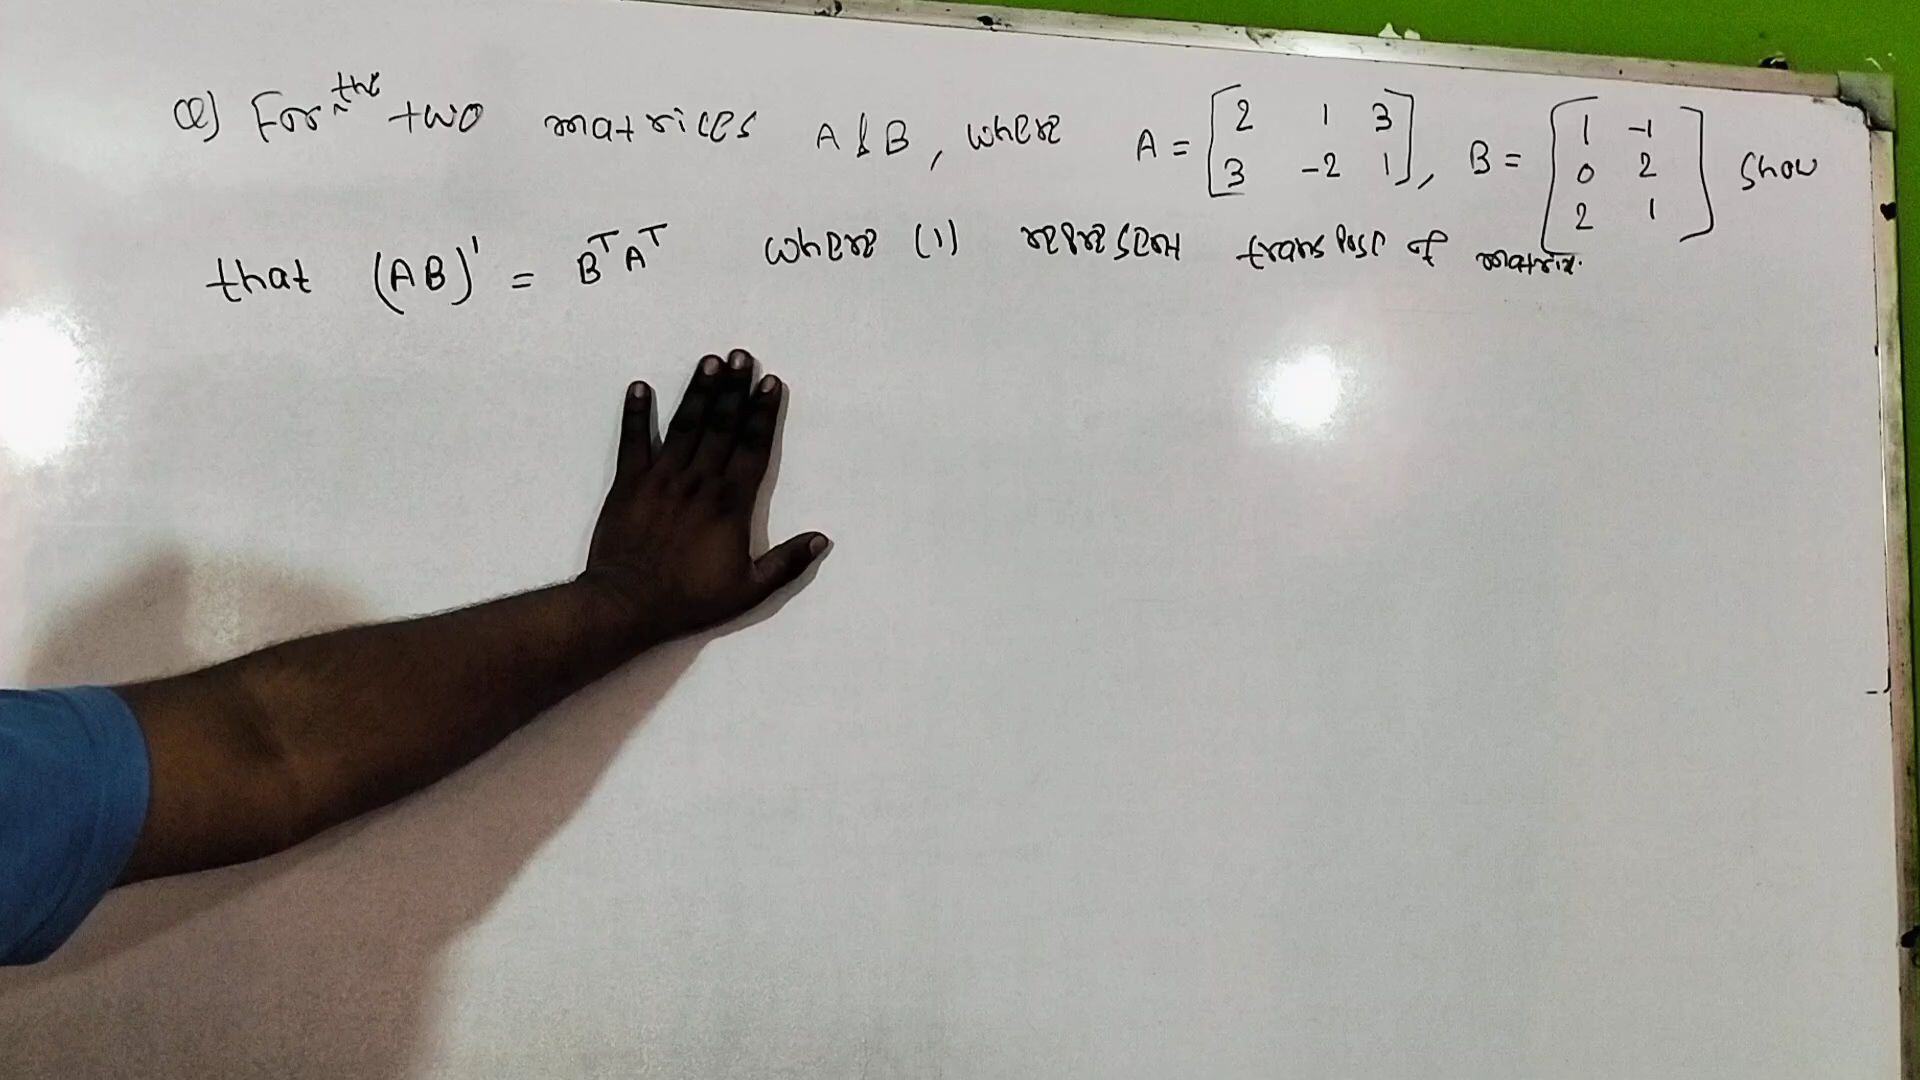 Q) For the two matrices A & B, where A = [2 1 3 3 -2 1], B = [1 -1 0 2 2 1] show
that (AB)' = BᵀAᵀ where (') represent transpose of matrix.